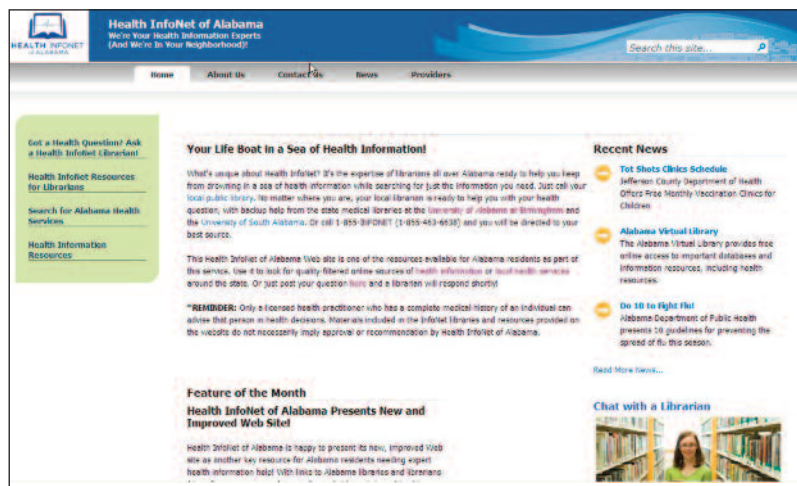 HEALTH INFONET
OF ALABAMA
Health InfoNet of Alabama
We're Your Health Information Experts
(And We're In Your Neighborhood)!
Search this site...
Home About Us Contact Us News Providers
Got a Health Question? Ask
a Health InfoNet Librarian!
Health InfoNet Resources
for Librarians
Search for Alabama Health
Services
Health Information
Resources
Your Life Boat in a Sea of Health Information!
What's unique about Health InfoNet? It's the expertise of librarians all over Alabama ready to help you keep
from drowning in a sea of health information while searching for just the information you need. Just call your
local public library. No matter where you are, your local librarian is ready to help you with your health
question, with backup help from the state medical libraries at the University of Alabama at Birmingham and
the University of South Alabama. Or call 1-855-INFONET (1-855-463-6638) and you will be directed to your
best source.
This Health InfoNet of Alabama Web site is one of the resources available for Alabama residents as part of
this service. Use it to look for quality-filtered online sources of health information or local health services
around the state. Or just post your question here and a librarian will respond shortly!
*REMINDER: Only a licensed health practitioner who has a complete medical history of an individual can
advise that person in health decisions. Materials included in the InfoNet libraries and resources provided on
the website do not necessarily imply approval or recommendation by Health InfoNet of Alabama.
Feature of the Month
Health InfoNet of Alabama Presents New and
Improved Web Site!
Health InfoNet of Alabama is happy to present its new, improved Web
site as another key resource for Alabama residents needing expert
health information help! With links to Alabama libraries and librarians
Recent News
Tot Shots Clinics Schedule
Jefferson County Department of Health
Offers Free Monthly Vaccination Clinics for
Children
Alabama Virtual Library
The Alabama Virtual Library provides free
online access to important databases and
information resources, including health
resources.
Do 10 to Fight Flu!
Alabama Department of Public Health
presents 10 guidelines for preventing the
spread of flu this season.
Read More News...
Chat with a Librarian